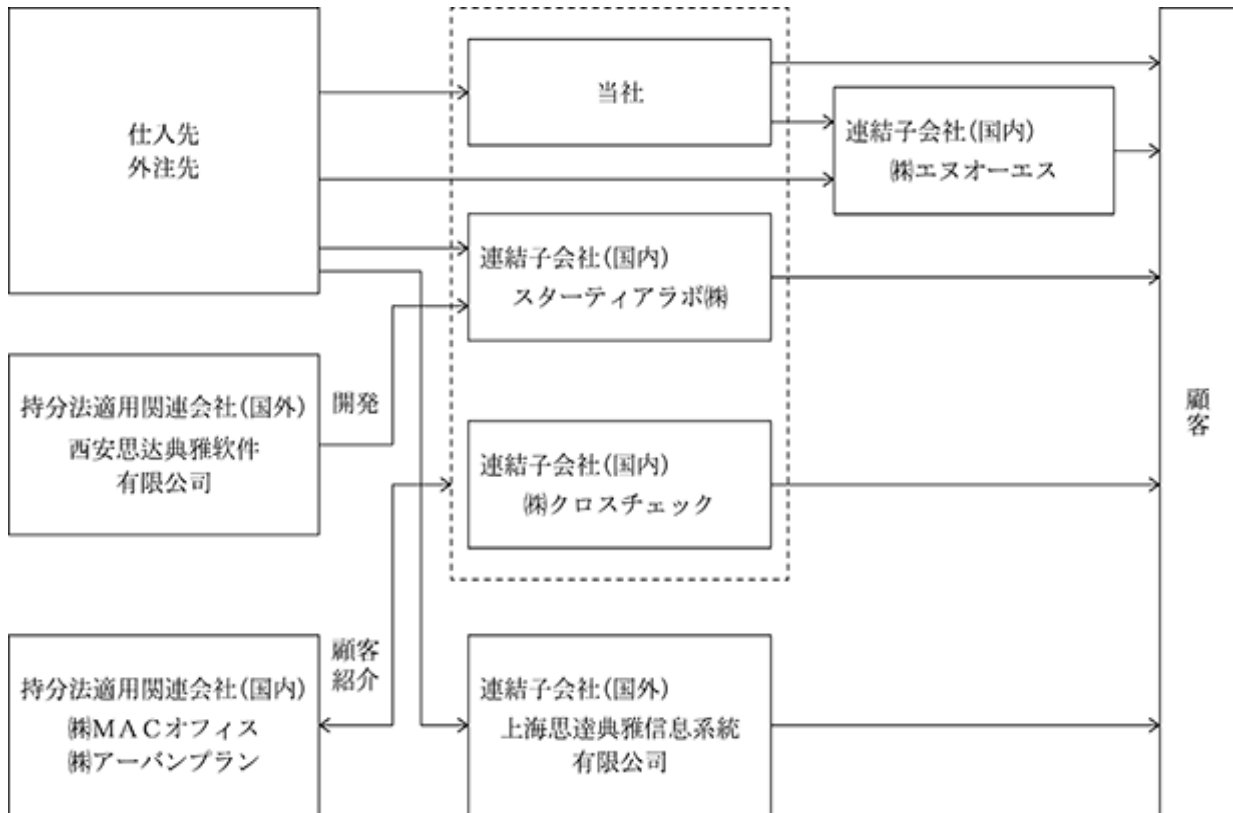 仕入先
外注先
当社
連結子会社(国内)
㈱エヌオーエス
連結子会社(国内)
スターティアラボ㈱
持分法適用関連会社(国外)
西安思达典雅软件
有限公司
開発
連結子会社(国内)
㈱クロスチェック
顧客
持分法適用関連会社(国内)
㈱MACオフィス
㈱アーバンプラン
顧客
紹介
連結子会社(国外)
上海思達典雅信息系統
有限公司